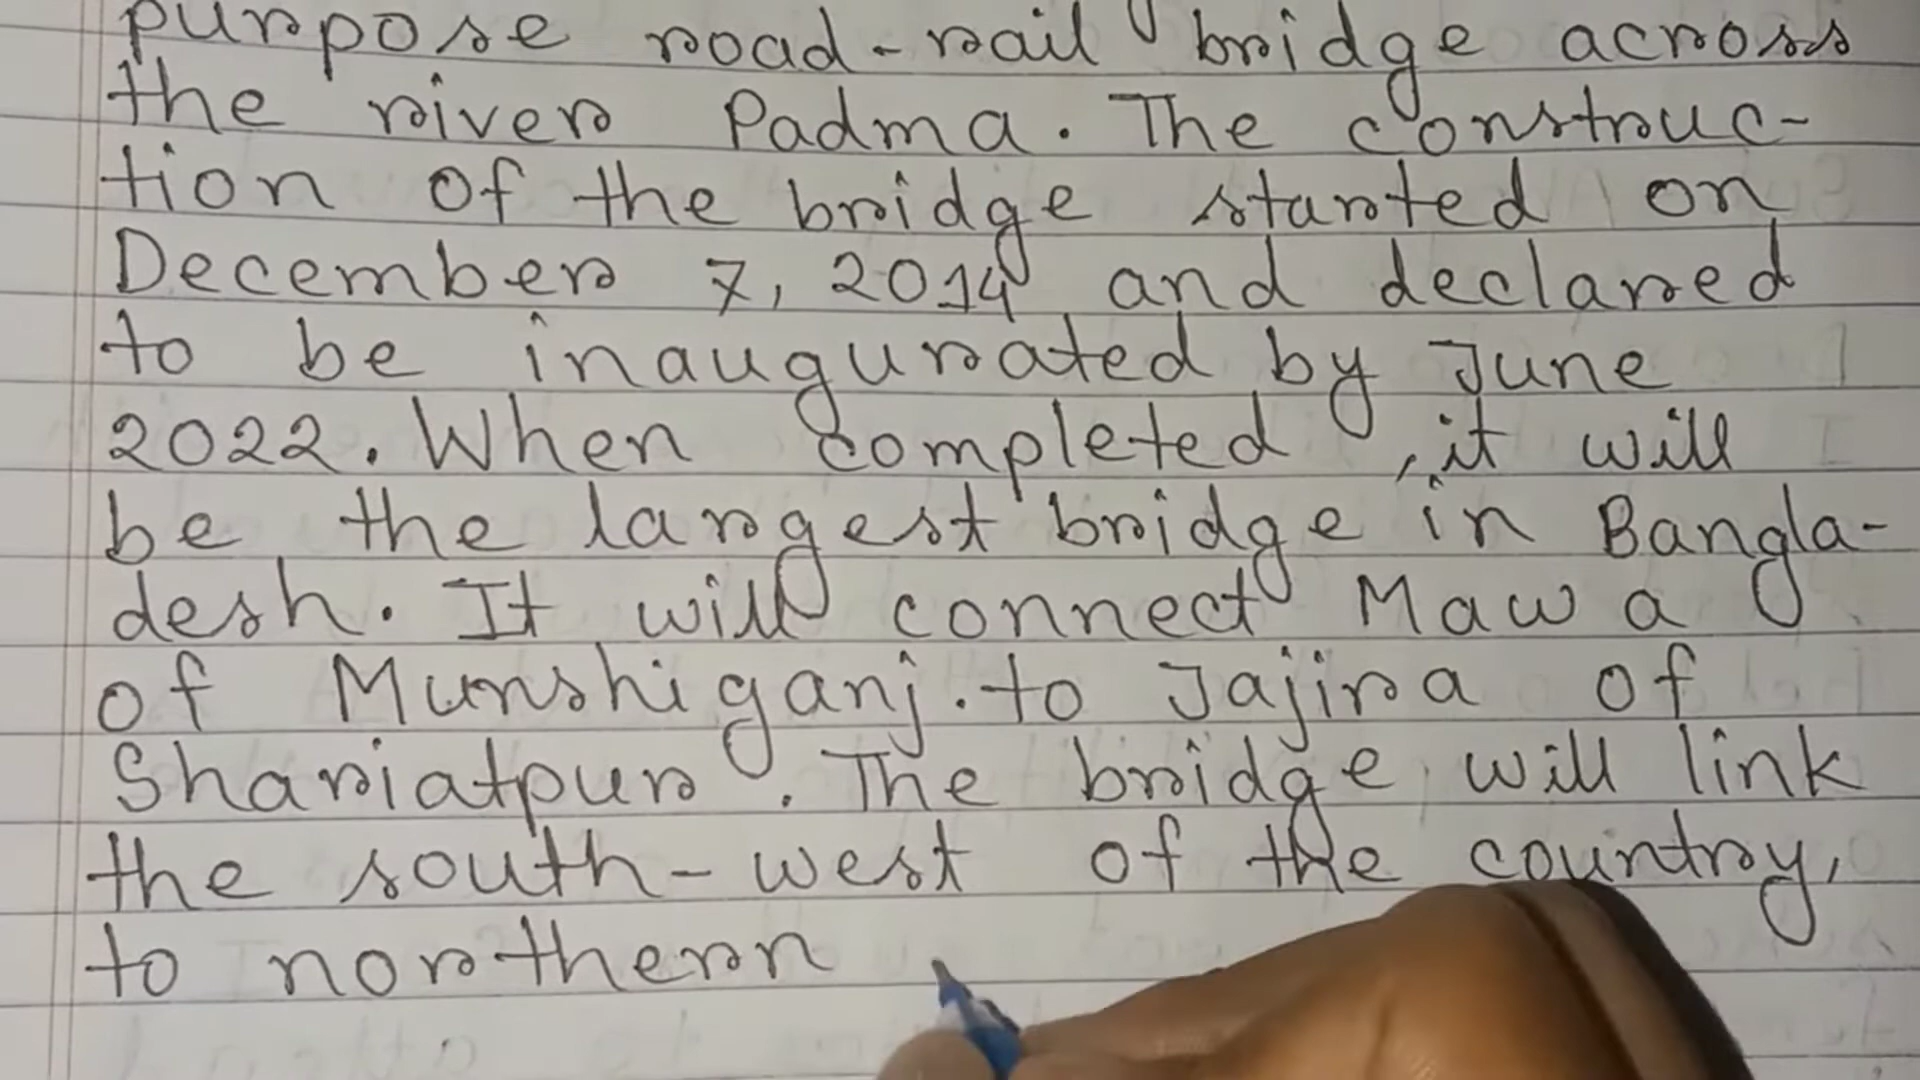 purpose road-rail bridge across
the river Padma. The construc-
tion of the bridge started on
December 7, 2014 and declared
to be inaugurated by June
2022. When completed, it will
be the largest bridge in Bangla-
desh. It will connect Mawa
of Munshiganj. to Jajira of
Shariatpur. The bridge will link
the south-west of the country,
to northern